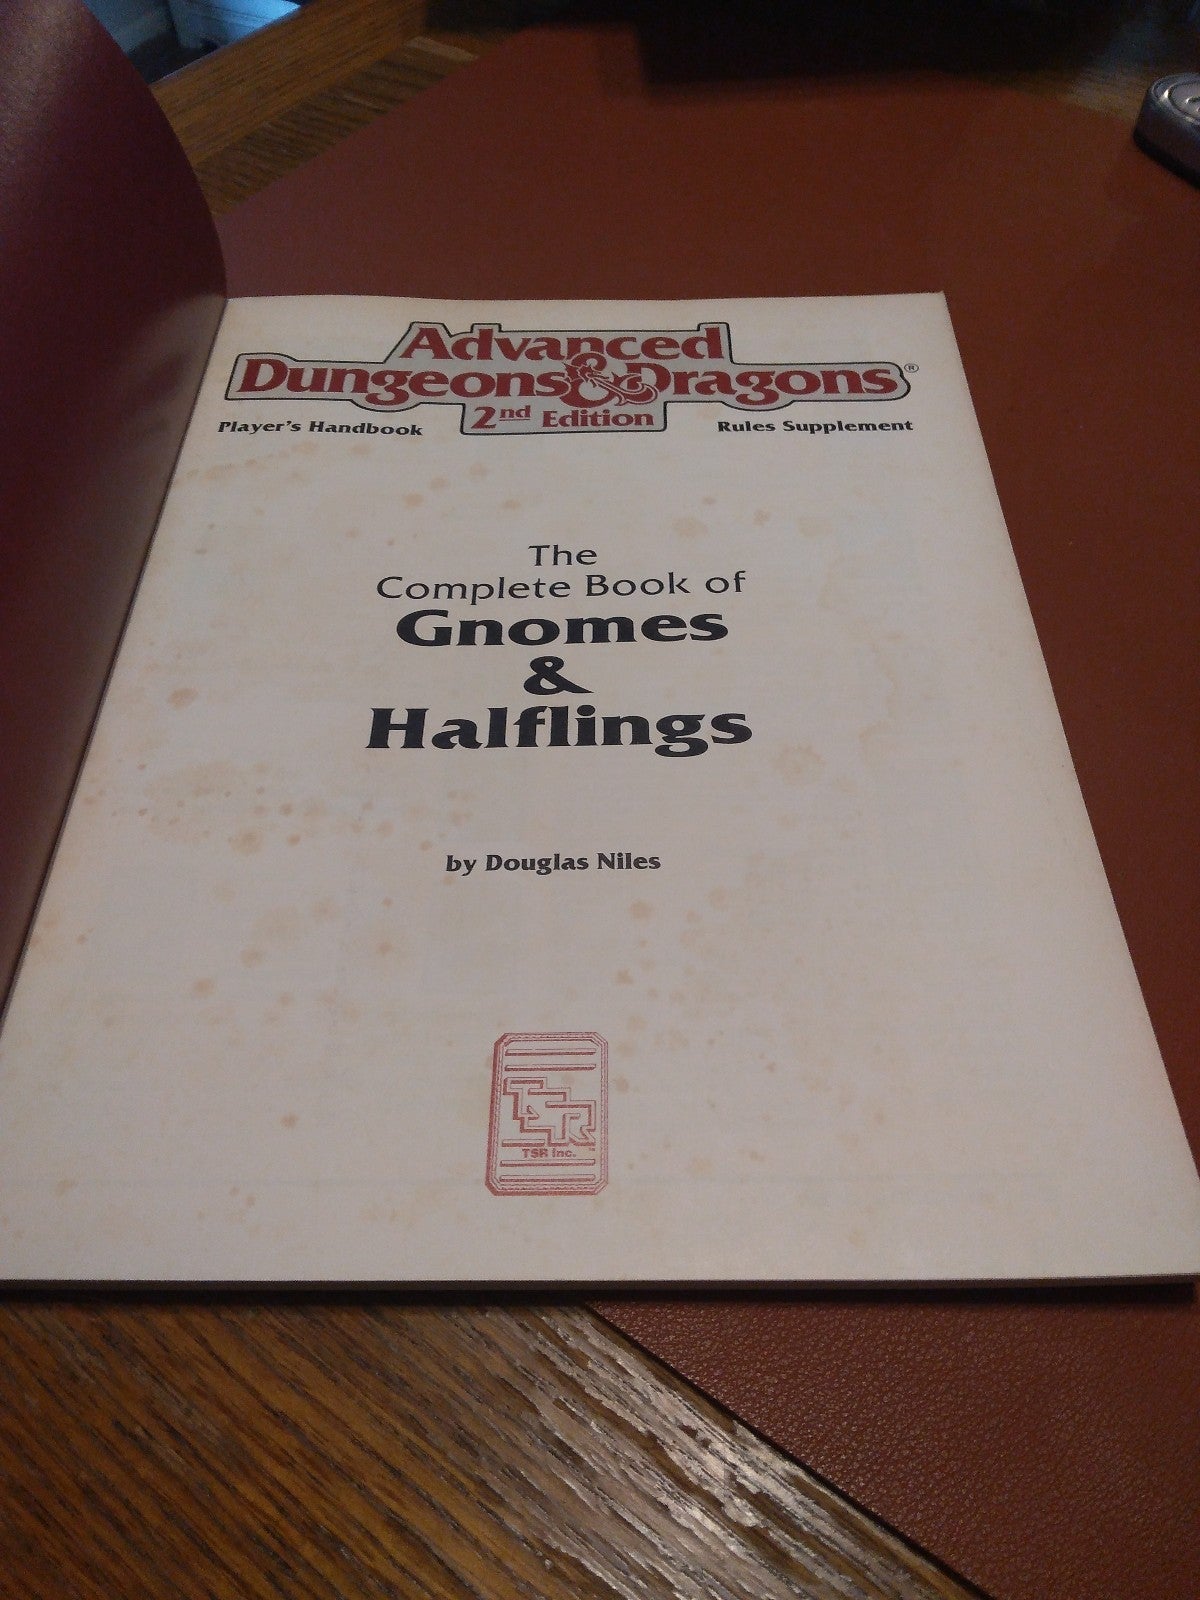 Advanced
Dungeons & Dragons®
2nd Edition
Player's Handbook
Rules Supplement
The
Complete Book of
Gnomes
&
Halflings
by Douglas Niles
TSR
TSR Inc.™